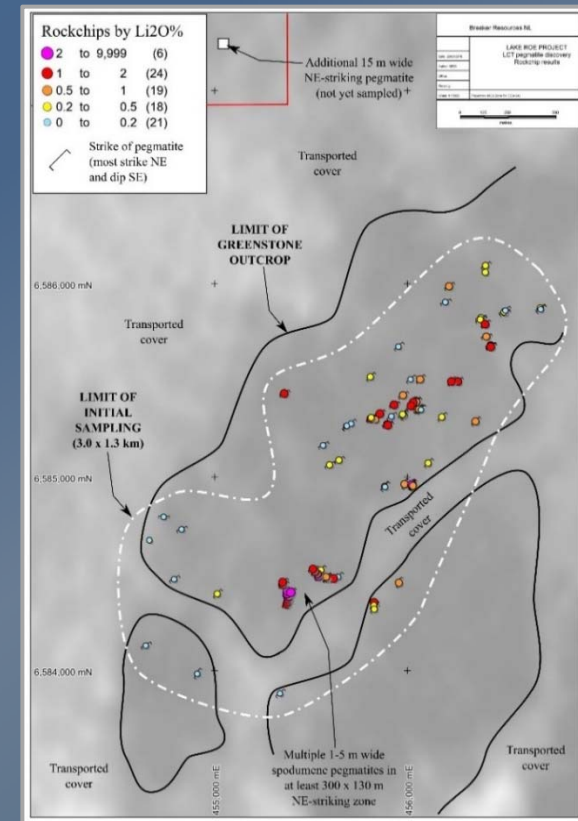 Rockchips by Li2O%
2 to 9,999 (6)
1 to 2 (24)
0.5 to 1 (19)
0.2 to 0.5 (18)
0 to 0.2 (21)
Strike of pegmatite
(most strike NE
and dip SE)
Additional 15 m wide
NE-striking pegmatite
(not yet sampled)
Breaker Resources NL
LAKE ROE PROJECT
LCT pegmatite discovery
Rockchip results
metres
Transported
cover
LIMIT OF
GREENSTONE
OUTCROP
6,586,000 mN
Transported
cover
LIMIT OF
INITIAL
SAMPLING
(3.0 x 1.3 km)
6,585,000 mN
Transported
cover
6,584,000 mN
Multiple 1-5 m wide
spodumene pegmatites in
at least 300 x 130 m
NE-striking zone
Transported
cover
Transported
cover
455,000 mE
456,000 mE